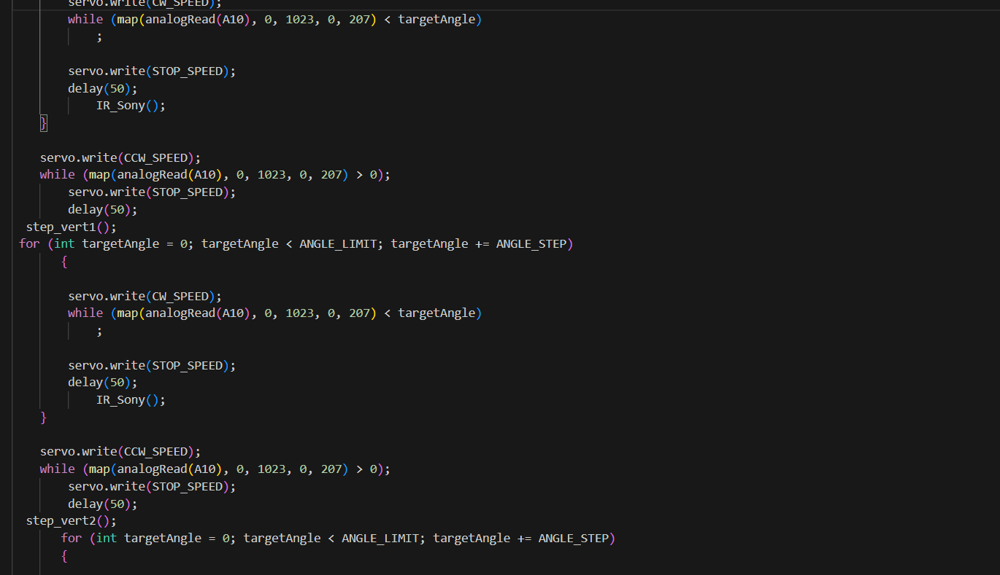 servo.write(CW_SPEED);
while (map(analogRead(A10), 0, 1023, 0, 207) < targetAngle)
;
servo.write(STOP_SPEED);
delay(50);
IR_Sony();
}
servo.write(CCW_SPEED);
while (map(analogRead(A10), 0, 1023, 0, 207) > 0);
servo.write(STOP_SPEED);
delay(50);
step_vert1();
for (int targetAngle = 0; targetAngle < ANGLE_LIMIT; targetAngle += ANGLE_STEP)
{
servo.write(CW_SPEED);
while (map(analogRead(A10), 0, 1023, 0, 207) < targetAngle)
;
servo.write(STOP_SPEED);
delay(50);
IR_Sony();
}
servo.write(CCW_SPEED);
while (map(analogRead(A10), 0, 1023, 0, 207) > 0);
servo.write(STOP_SPEED);
delay(50);
step_vert2();
for (int targetAngle = 0; targetAngle < ANGLE_LIMIT; targetAngle += ANGLE_STEP)
{